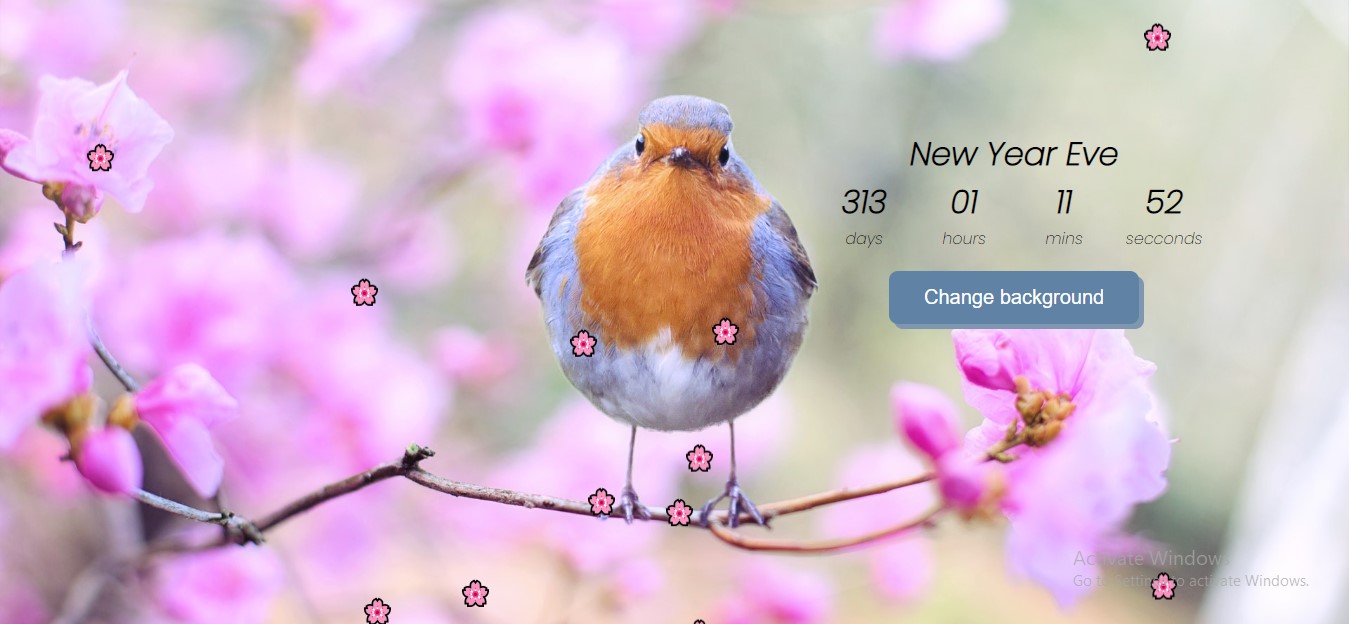 New Year Eve
313 01 11 52
days hours mins secconds
Change background
Activate Windows
Go to Settings to activate Windows.